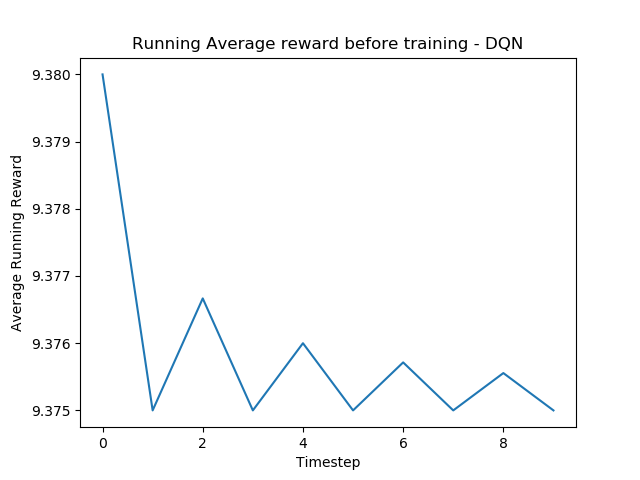 Running Average reward before training - DQN
Average Running Reward
9.380
9.379
9.378
9.377
9.376
9.375
0 2 4 6 8
Timestep